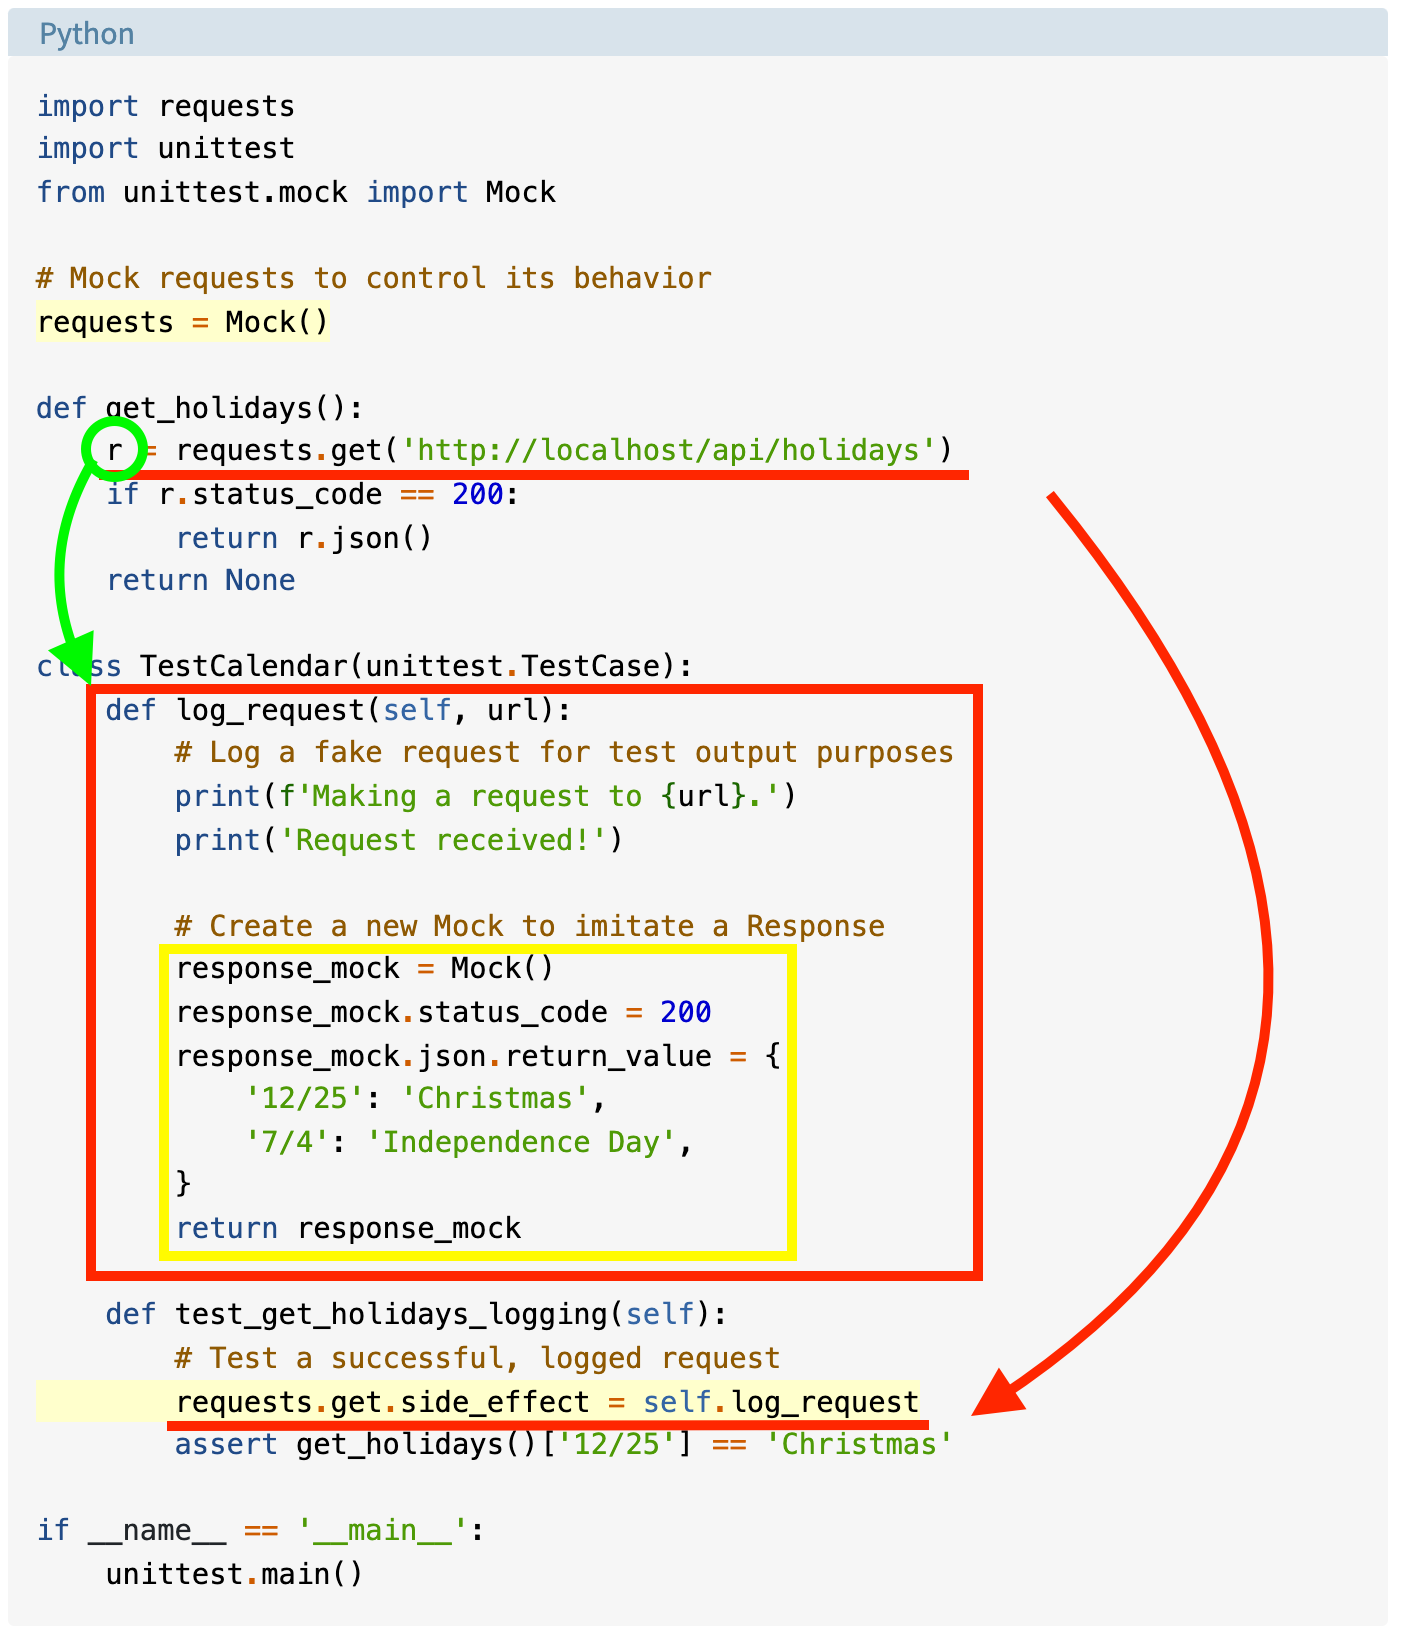 Python
import requests
import unittest
from unittest.mock import Mock
# Mock requests to control its behavior
requests = Mock()
def get_holidays():
    r = requests.get('http://localhost/api/holidays')
    if r.status_code == 200:
        return r.json()
    return None
class TestCalendar(unittest.TestCase):
    def log_request(self, url):
        # Log a fake request for test output purposes
        print(f'Making a request to {url}.')
        print('Request received!')
        # Create a new Mock to imitate a Response
        response_mock = Mock()
        response_mock.status_code = 200
        response_mock.json.return_value = {
            '12/25': 'Christmas',
            '7/4': 'Independence Day',
        }
        return response_mock
    def test_get_holidays_logging(self):
        # Test a successful, logged request
        requests.get.side_effect = self.log_request
        assert get_holidays()['12/25'] == 'Christmas'
if __name__ == '__main__':
    unittest.main()